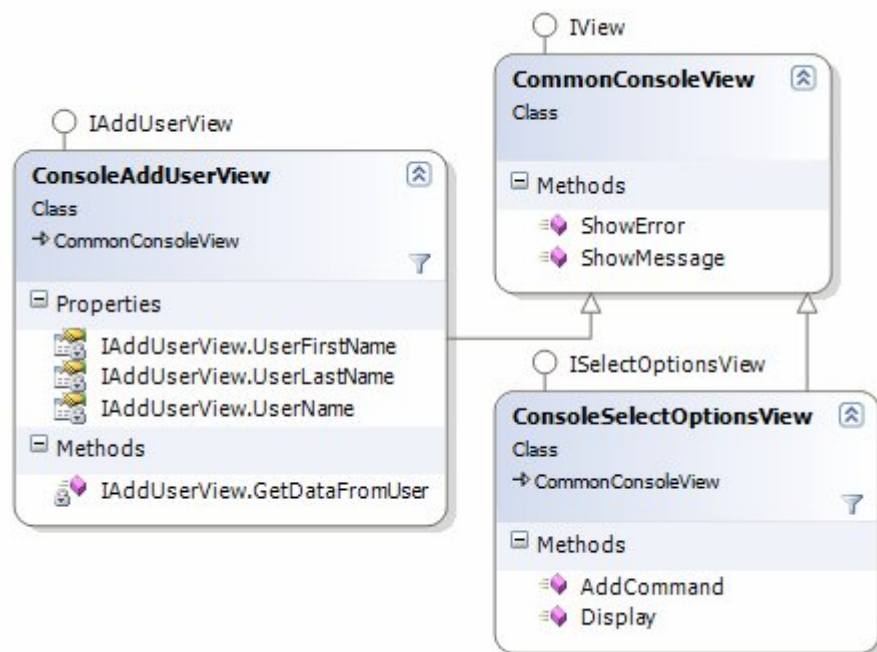 IView
CommonConsoleView
Class
Methods
ShowError
ShowMessage
IAddUserView
ConsoleAddUserView
Class
CommonConsoleView
Properties
IAddUserView.UserFirstName
IAddUserView.UserLastName
IAddUserView.UserName
Methods
IAddUserView.GetDataFromUser
ISelectOptionsView
ConsoleSelectOptionsView
Class
CommonConsoleView
Methods
AddCommand
Display